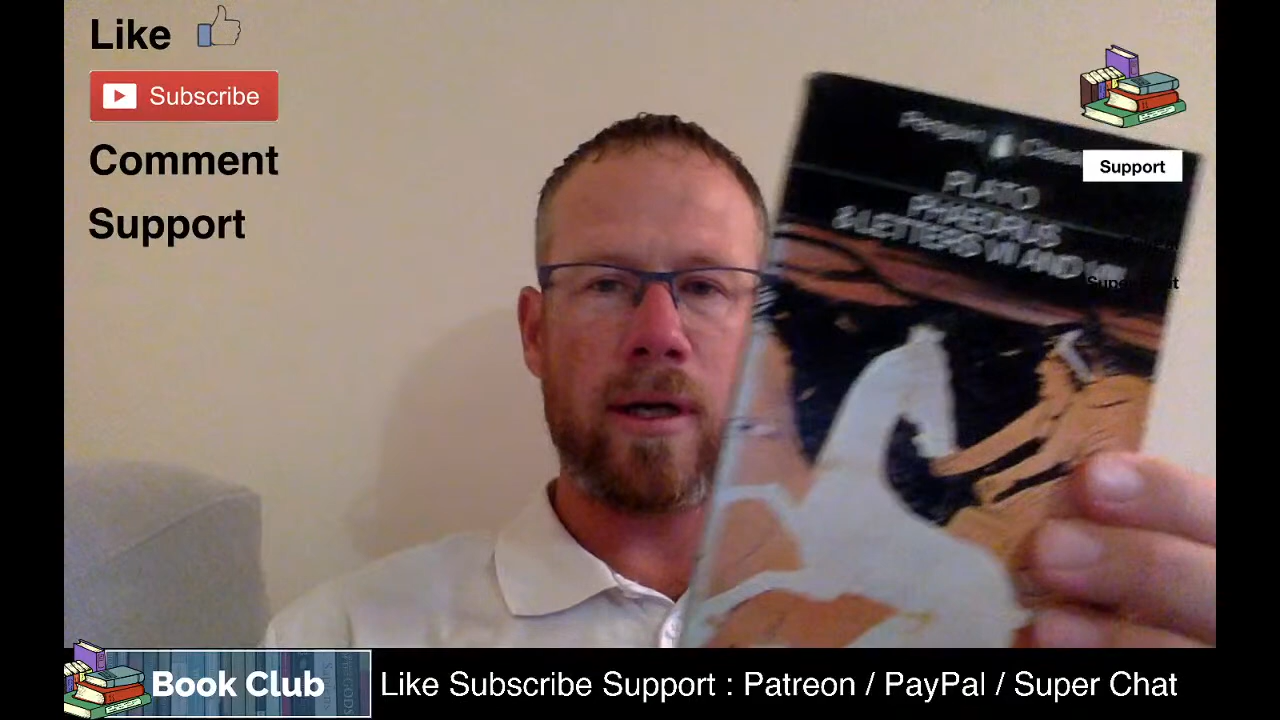 Like
Subscribe
Comment
Support
Penguin
Support
PLATO
PHAEDRUS
& LETTERS VII AND VIII
Book Club
Like Subscribe Support : Patreon / PayPal / Super Chat